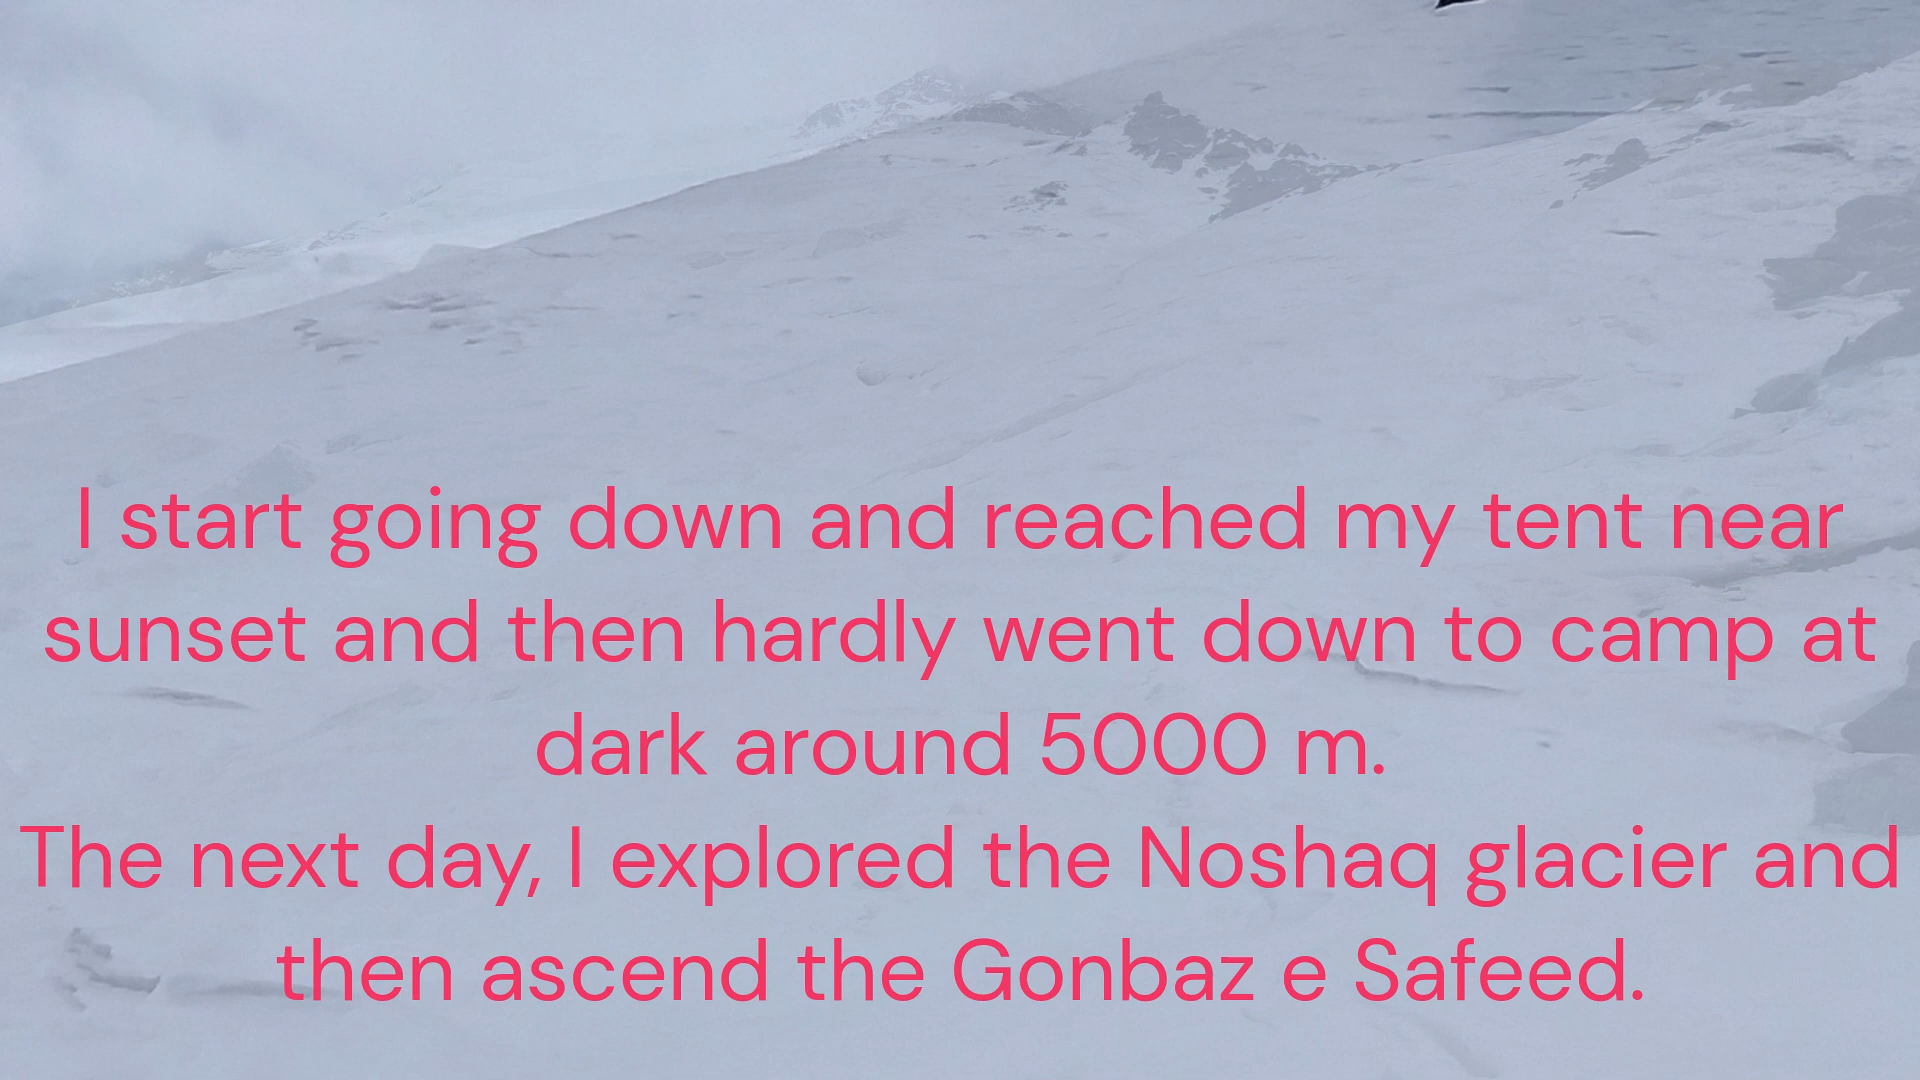 I start going down and reached my tent near
sunset and then hardly went down to camp at
dark around 5000 m.
The next day, I explored the Noshaq glacier and
then ascend the Gonbaz e Safeed.